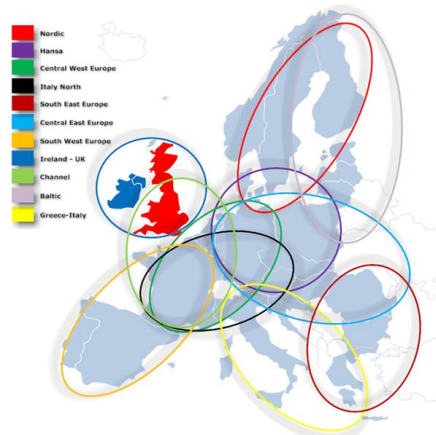 Nordic
Hansa
Central West Europe
Italy North
South East Europe
Central East Europe
South West Europe
Ireland - UK
Channel
Baltic
Greece-Italy